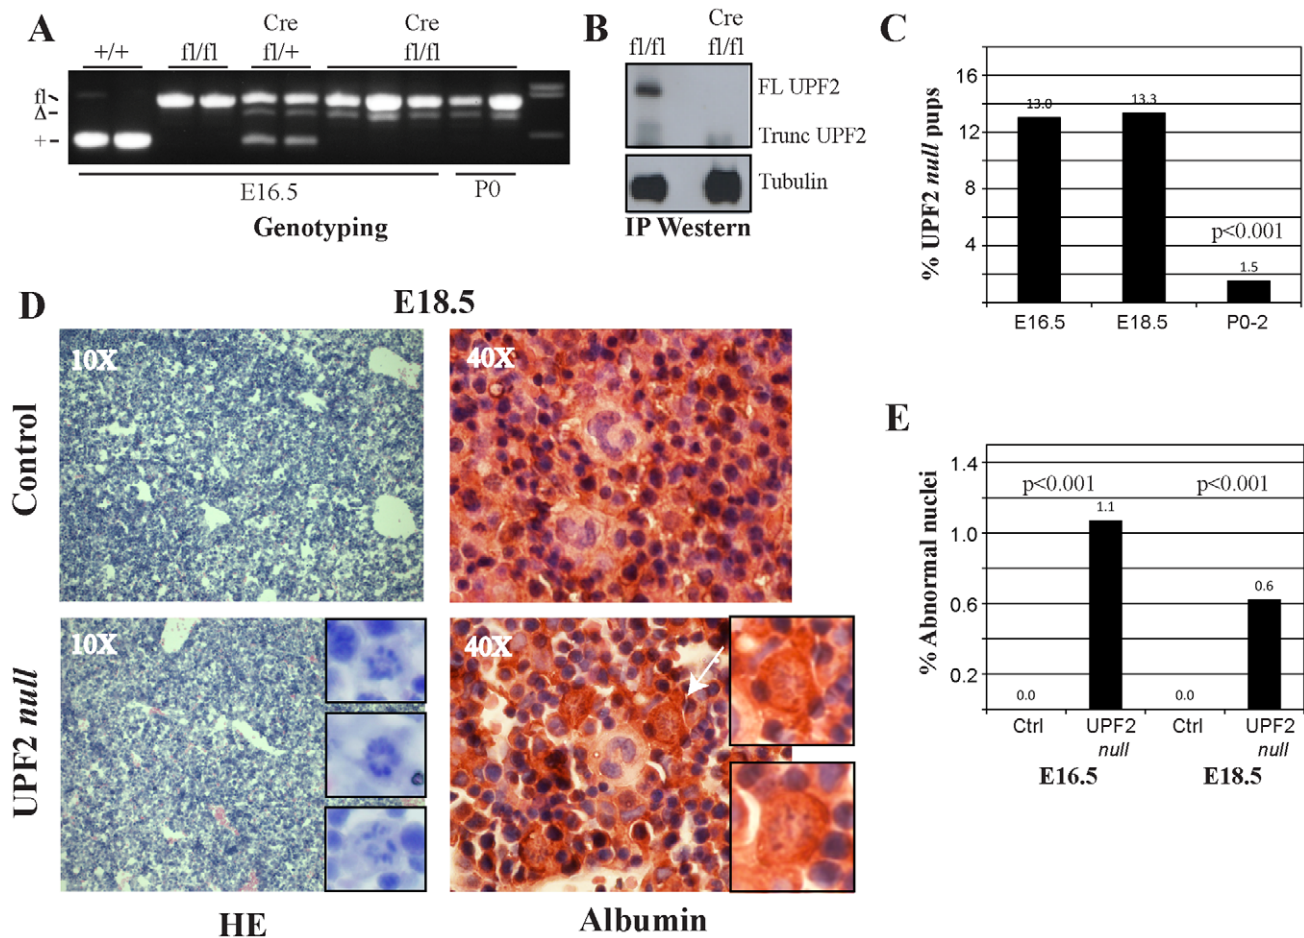 A
+/+
fl/fl
Cre
fl/+
Cre
fl/fl
fl
Δ
+
E16.5
P0
Genotyping
B
fl/fl
Cre
fl/fl
FL UPF2
Trunc UPF2
Tubulin
IP Western
C
% UPF2 null pups
16
12
8
4
13.0
13.3
p<0.001
1.5
E16.5
E18.5
P0-2
D
E18.5
Control
10X
40X
UPF2 null
10X
40X
HE
Albumin
E
% Abnormal nuclei
1.4
1.0
0.6
0.2
p<0.001
p<0.001
0.0
1.1
0.0
0.6
Ctrl
UPF2
null
Ctrl
UPF2
null
E16.5
E18.5